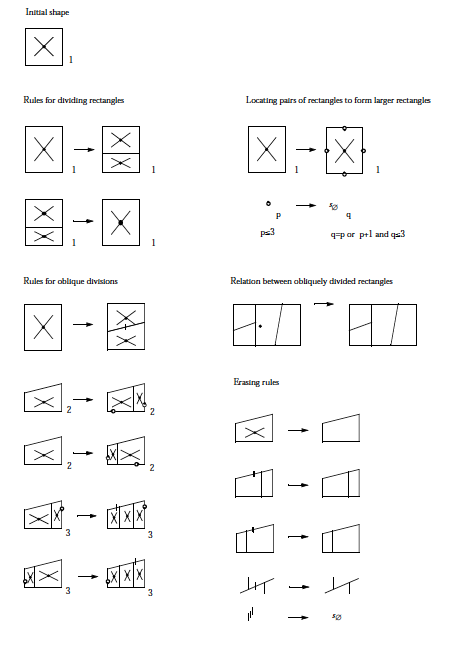 Initial shape
1
Rules for dividing rectangles
Locating pairs of rectangles to form larger rectangles
1
1
1
1
p
s∅
q
p≤3
q=p or p+1 and q≤3
1
1
Rules for oblique divisions
Relation between obliquely divided rectangles
Erasing rules
2
2
2
2
3
3
3
3
s∅